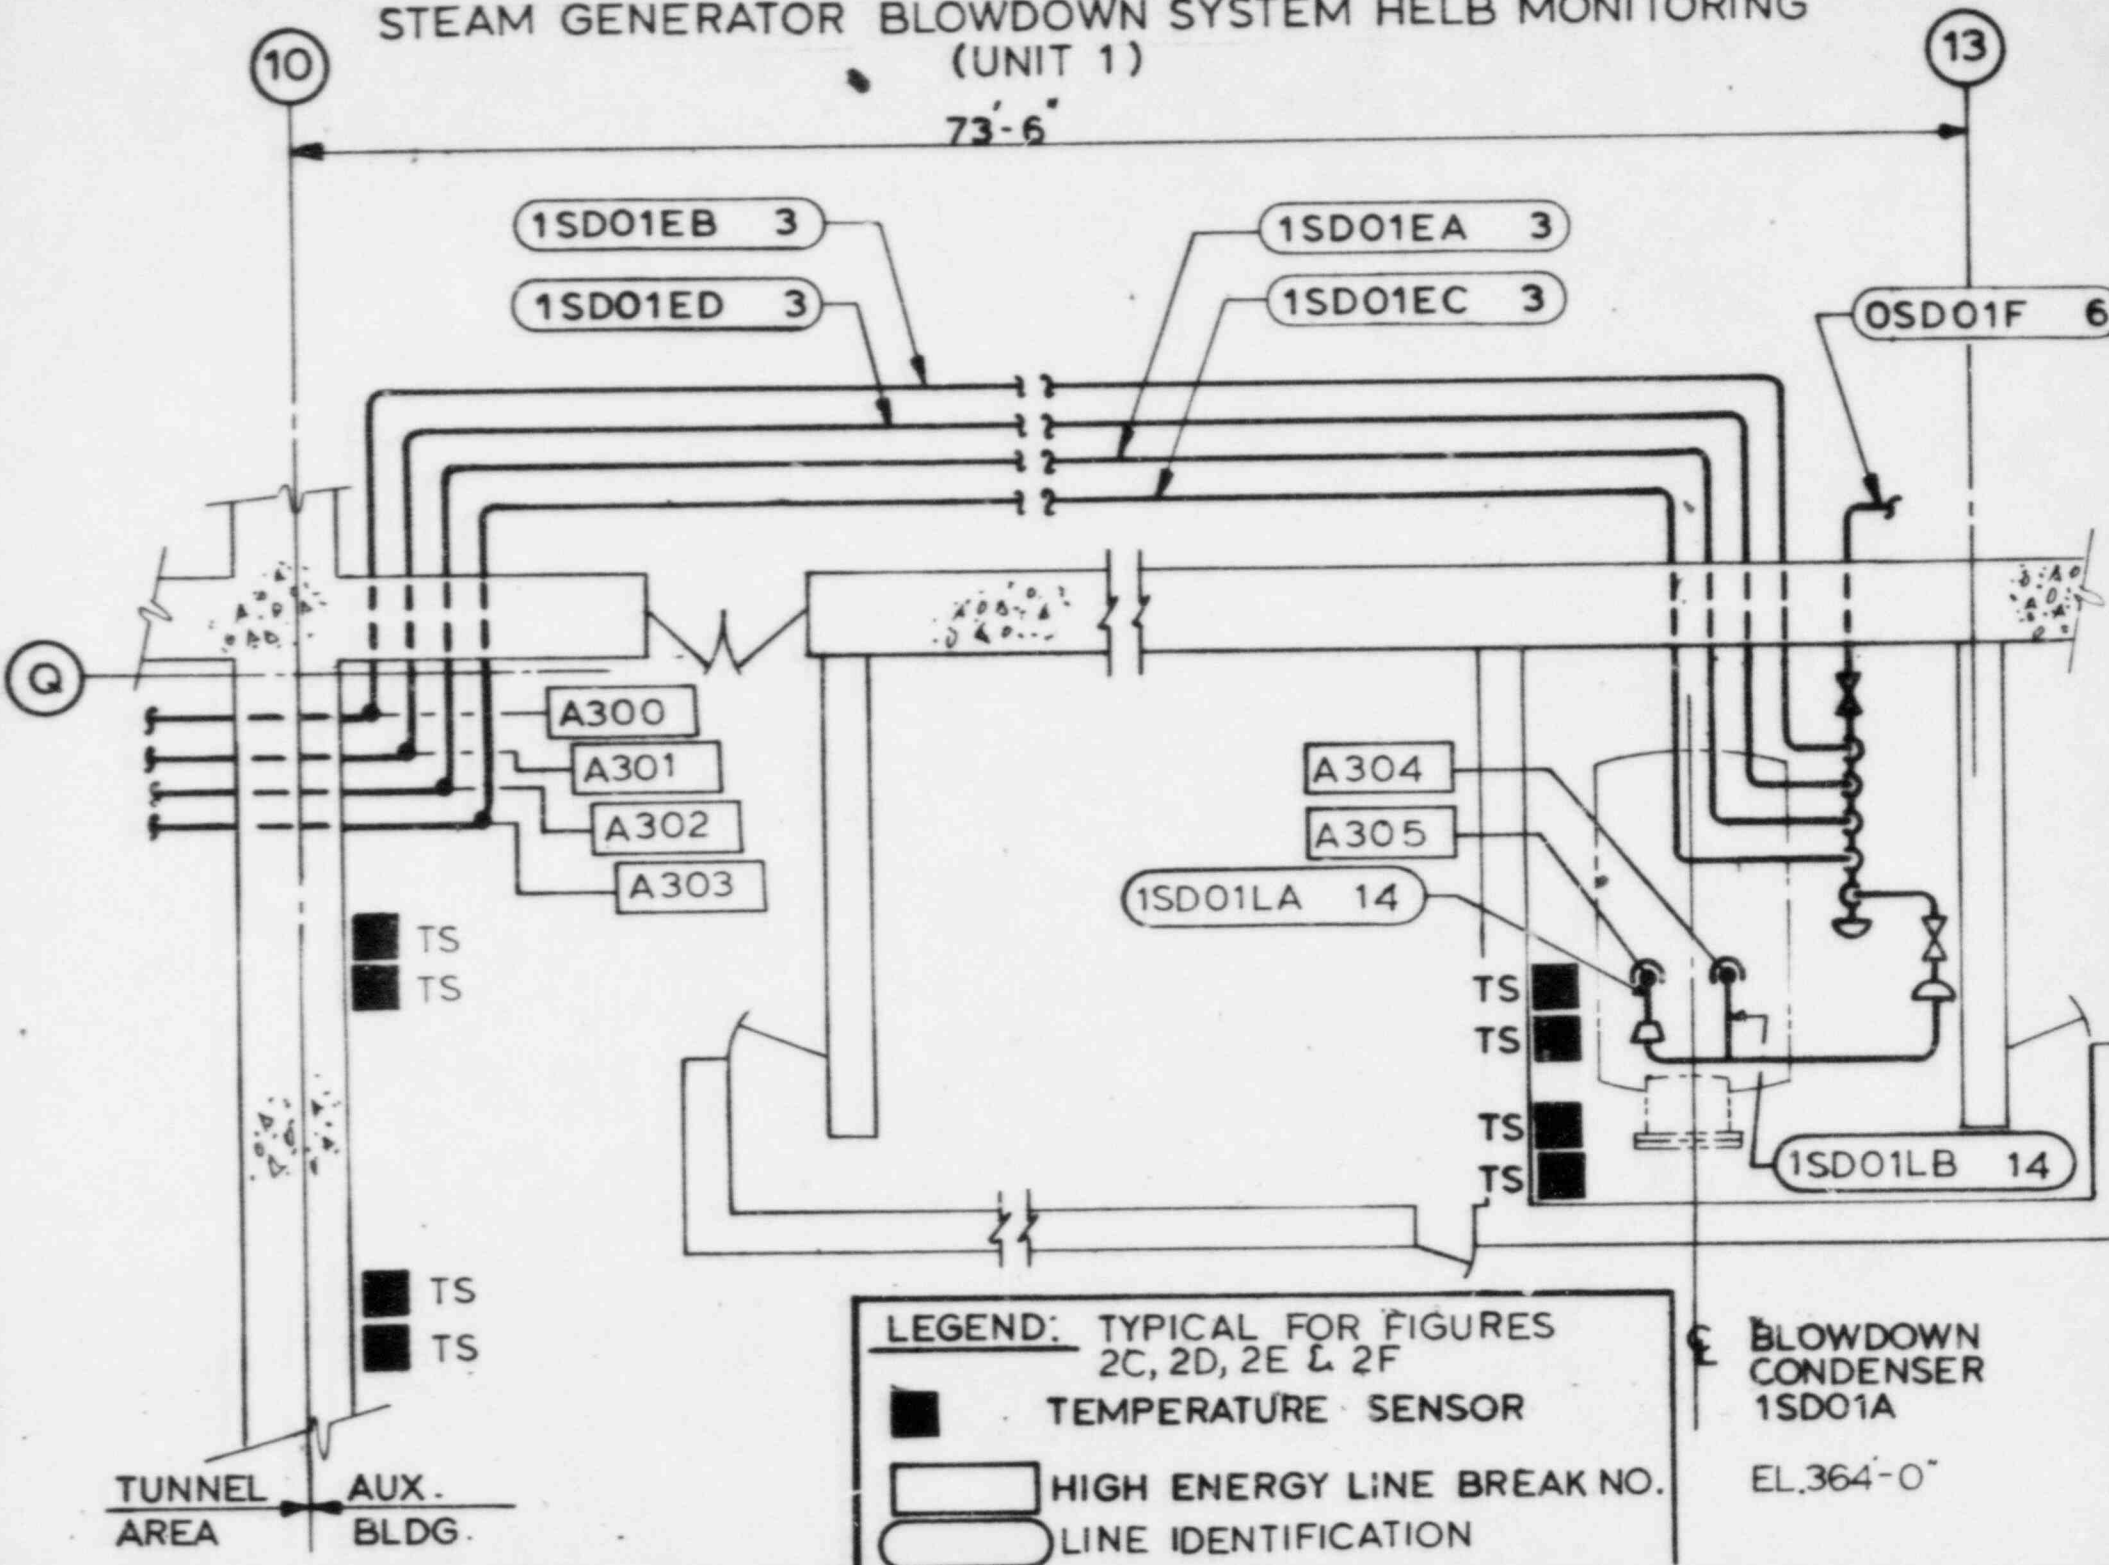 STEAM GENERATOR BLOWDOWN SYSTEM HELB MONITORING
(UNIT 1)
10
13
73'-6"
1SD01EB 3
1SD01EA 3
1SD01ED 3
1SD01EC 3
0SD01F 6
Q
A300
A301
A302
A303
A304
A305
1SD01LA 14
TS
TS
TS
TS
TS
TS
1SD01LB 14
TS
TS
LEGEND: TYPICAL FOR FIGURES
2C, 2D, 2E & 2F
TEMPERATURE SENSOR
HIGH ENERGY LINE BREAK NO.
LINE IDENTIFICATION
℄ BLOWDOWN
CONDENSER
1SD01A
EL.364'-0"
TUNNEL AREA
AUX. BLDG.